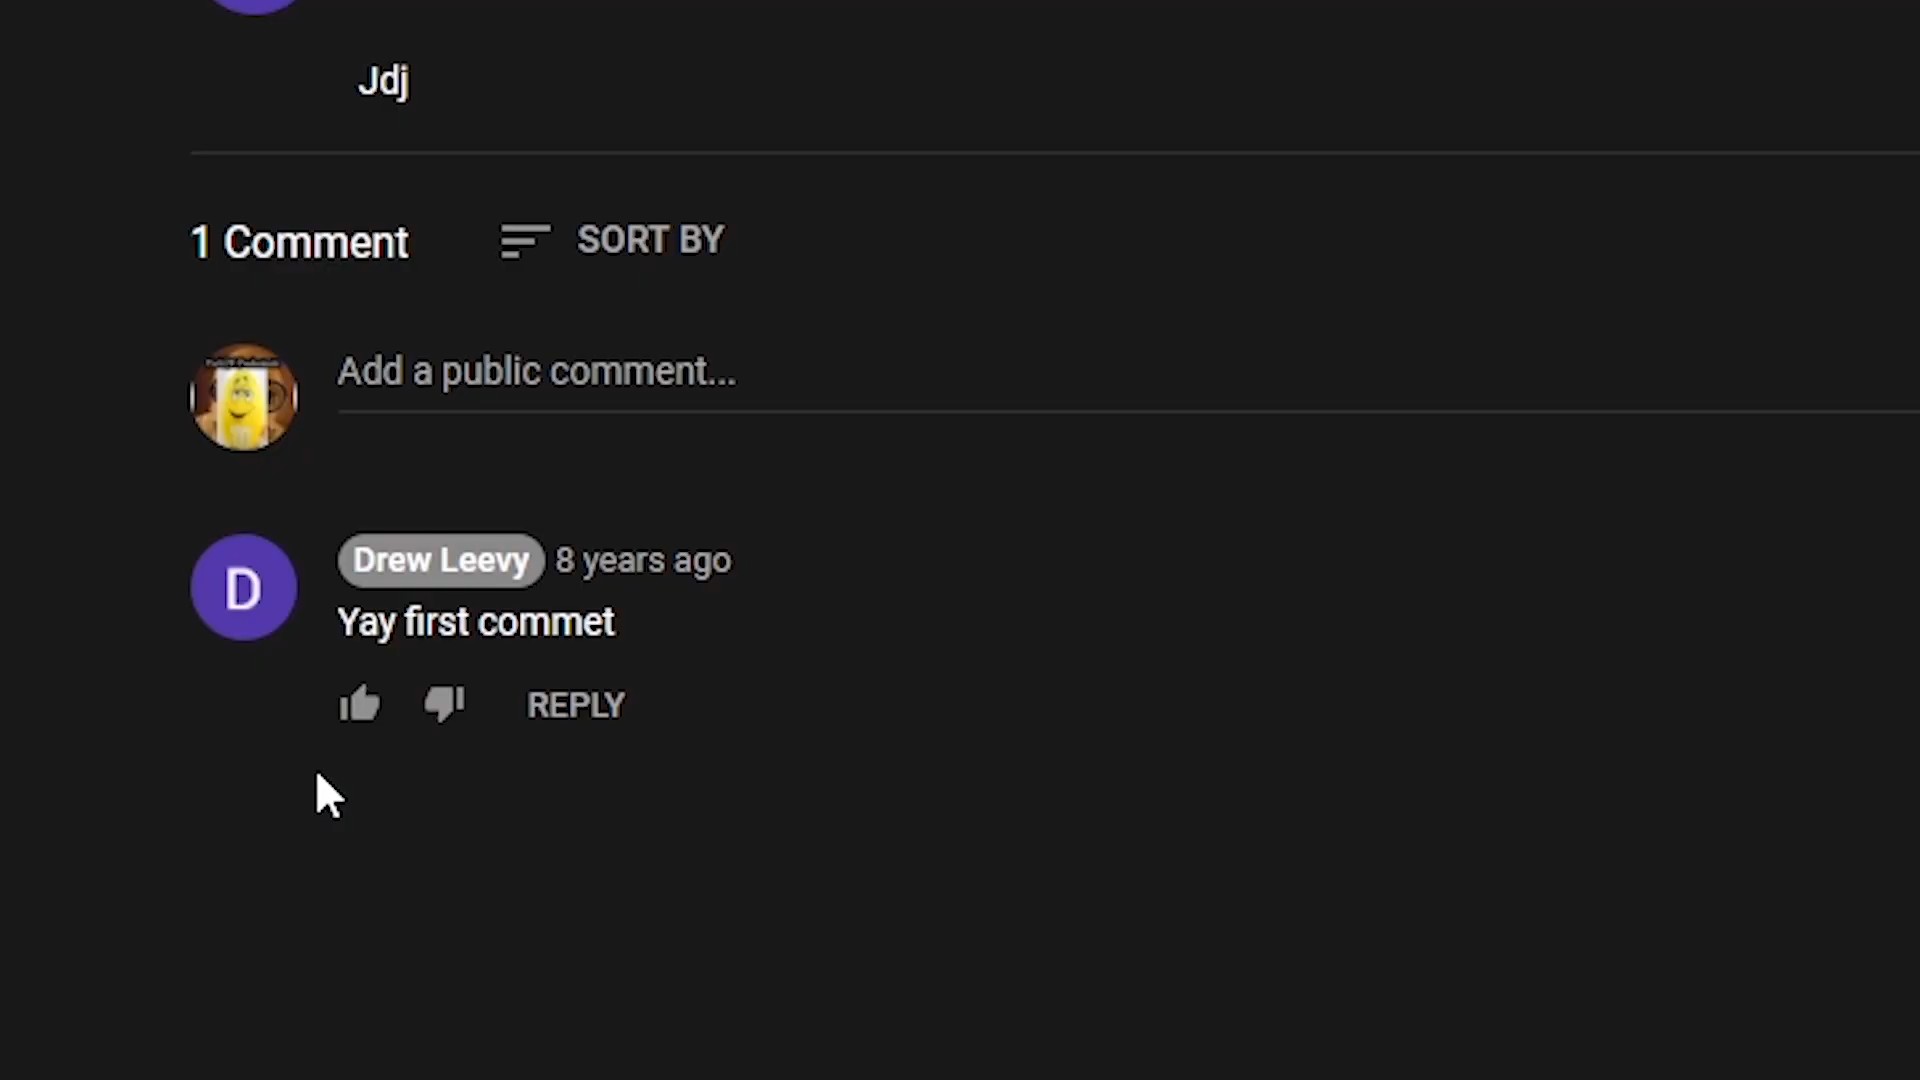 Jdj
1 Comment
SORT BY
Add a public comment...
D
Drew Leevy 8 years ago
Yay first commet
REPLY